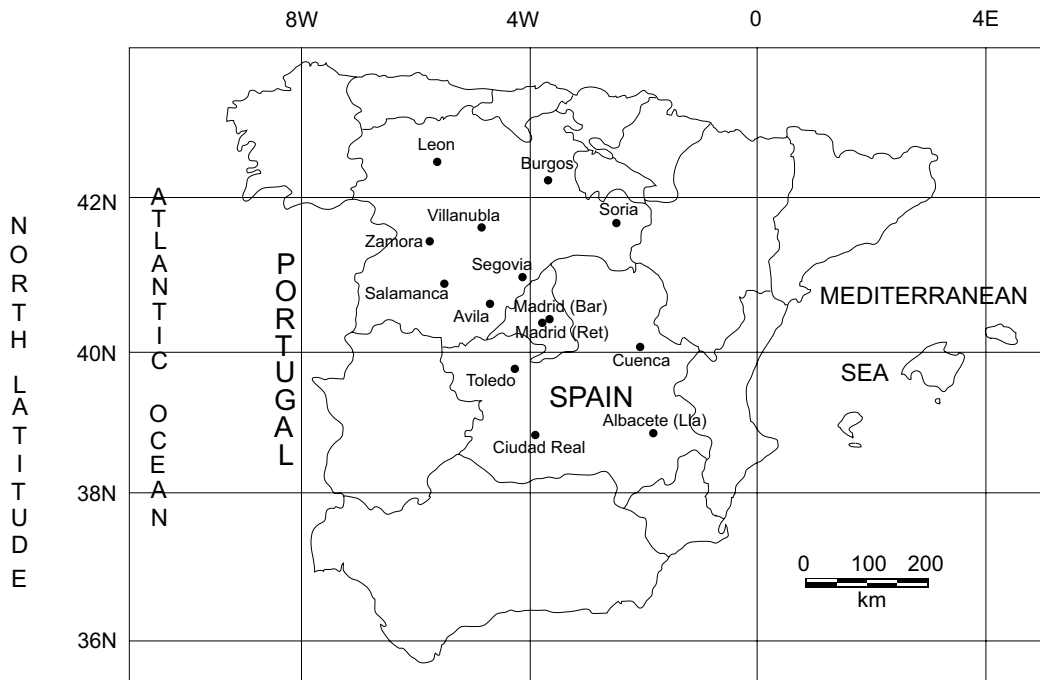 8W 4W 0 4E
Leon
Burgos
42N
Soria
Villanubla
Zamora
Segovia
Salamanca
Avila
Madrid (Bar)
Madrid (Ret)
MEDITERRANEAN
40N
Cuenca
SEA
Toledo
SPAIN
Albacete (Lla)
Ciudad Real
38N
36N
NORTH LATITUDE
ATLANTIC OCEAN
PORTUGAL
0 100 200
km